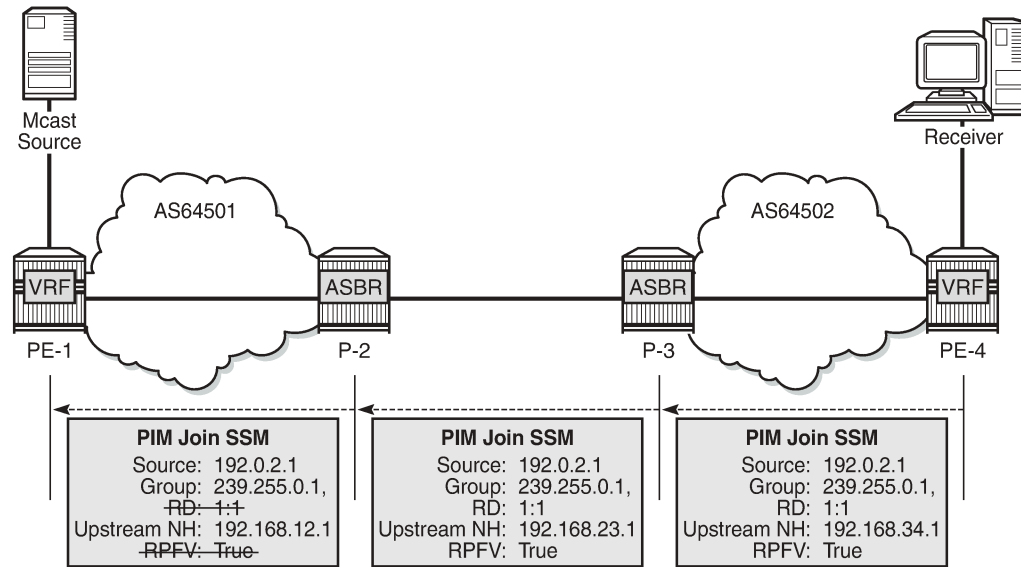 Mcast
Source
Receiver
AS64501
AS64502
VRF
ASBR
ASBR
VRF
PE-1
P-2
P-3
PE-4
PIM Join SSM
Source: 192.0.2.1
Group: 239.255.0.1,
RD: 1:1
Upstream NH: 192.168.12.1
RPFV: True
PIM Join SSM
Source: 192.0.2.1
Group: 239.255.0.1,
RD: 1:1
Upstream NH: 192.168.23.1
RPFV: True
PIM Join SSM
Source: 192.0.2.1
Group: 239.255.0.1,
RD: 1:1
Upstream NH: 192.168.34.1
RPFV: True